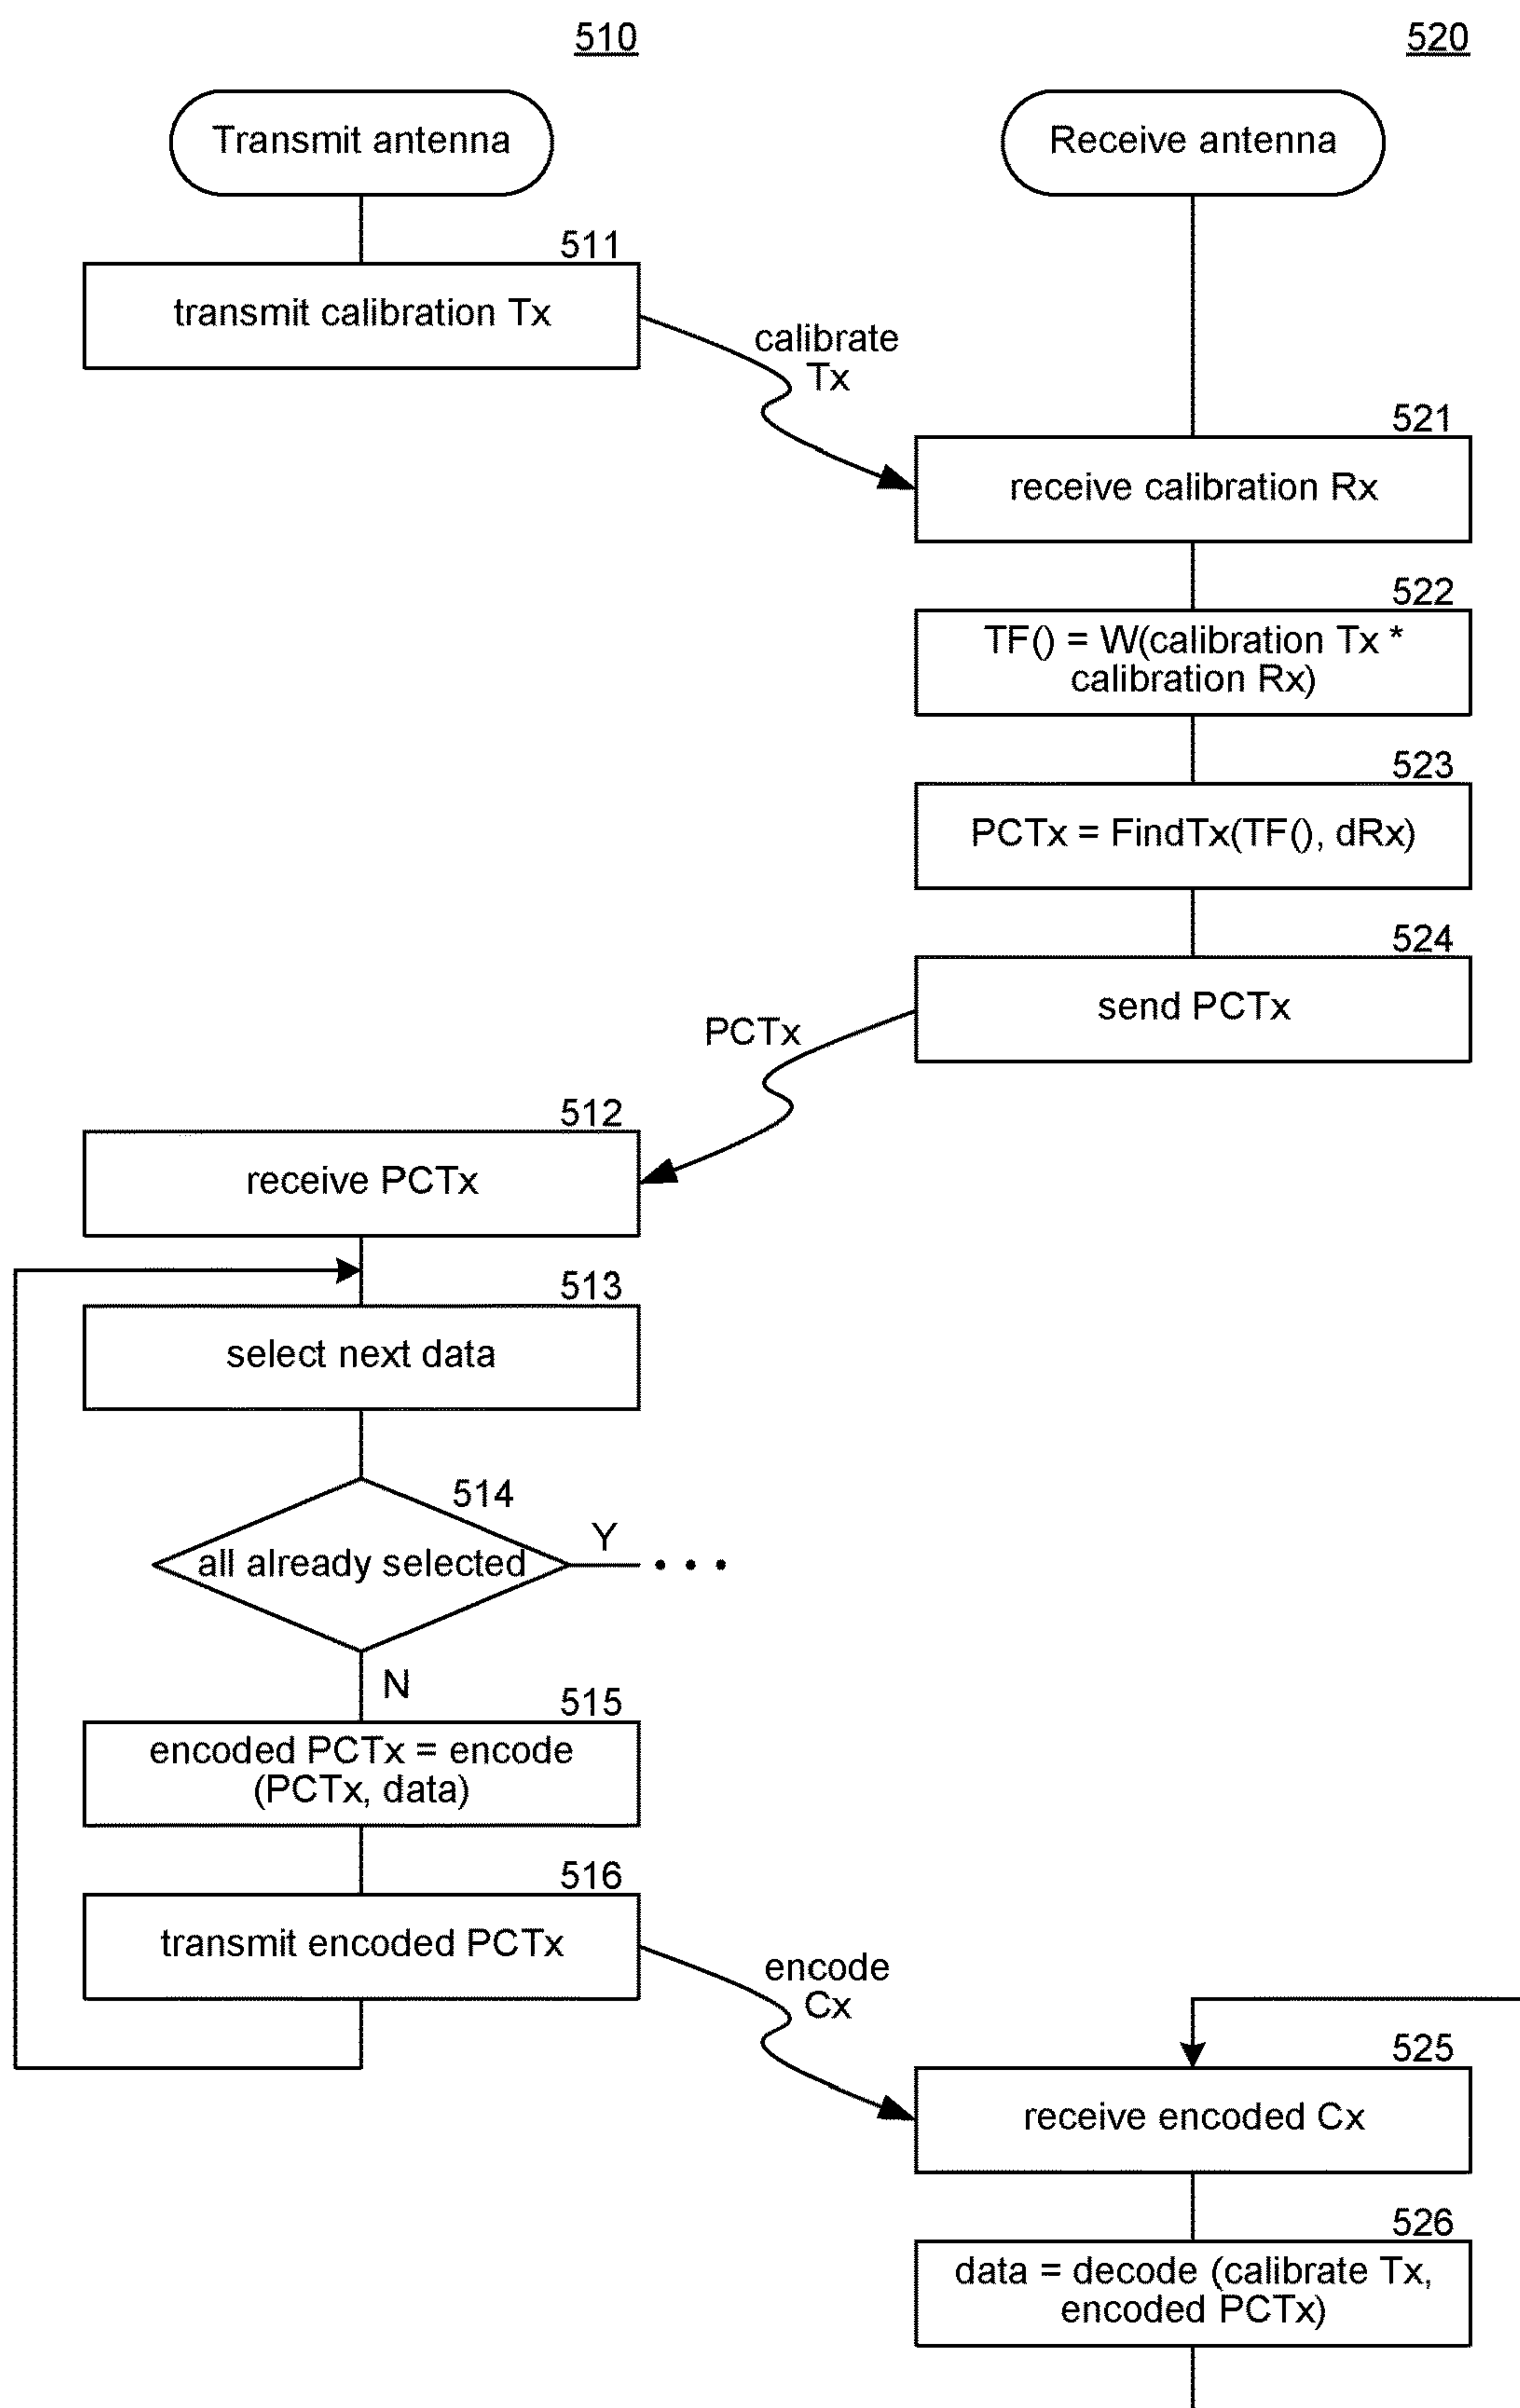 510
520
Transmit antenna
Receive antenna
511
transmit calibration Tx
calibrate
Tx
521
receive calibration Rx
522
TF() = W(calibration Tx *
calibration Rx)
523
PCTx = FindTx(TF(), dRx)
524
send PCTx
PCTx
512
receive PCTx
513
select next data
514
all already selected
Y
N
515
encoded PCTx = encode
(PCTx, data)
516
transmit encoded PCTx
encode
Cx
525
receive encoded Cx
526
data = decode (calibrate Tx,
encoded PCTx)